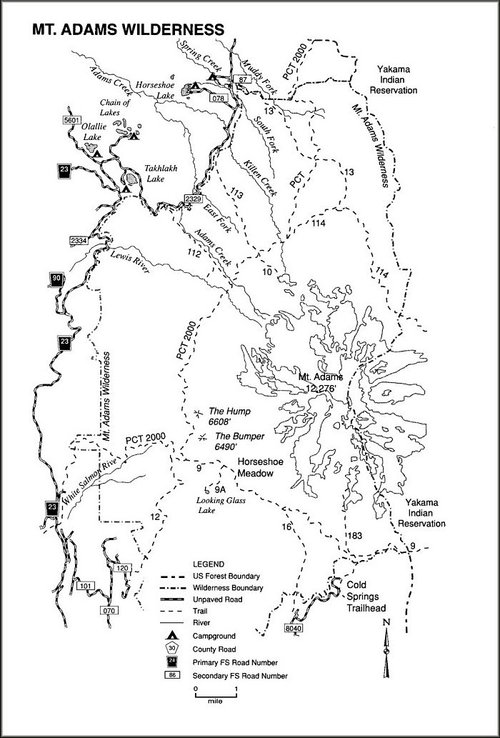 MT. ADAMS WILDERNESS
Spring Creek
Muddy Fork
PCT 2000
Yakama
Indian
Reservation
Adams Creek
Horseshoe
Lake
87
078
13
Mt. Adams Wilderness
Chain of
Lakes
5601
Olallie
Lake
South Fork
23
Takhlakh
Lake
Killen Creek
PCT
13
2329
113
East Fork
114
2334
Adams Creek
112
Lewis River
10
114
90
PCT 2000
23
Mt. Adams Wilderness
Mt. Adams
12,276'
The Hump
6608'
The Bumper
6490'
PCT 2000
White Salmon River
9
Horseshoe
Meadow
9A
Looking Glass
Lake
23
12
16
183
Yakama
Indian
Reservation
9
120
101
070
LEGEND
US Forest Boundary
Wilderness Boundary
Unpaved Road
Trail
River
Campground
30 County Road
Primary FS Road Number
86 Secondary FS Road Number
0 1
mile
Cold
Springs
Trailhead
8040
N